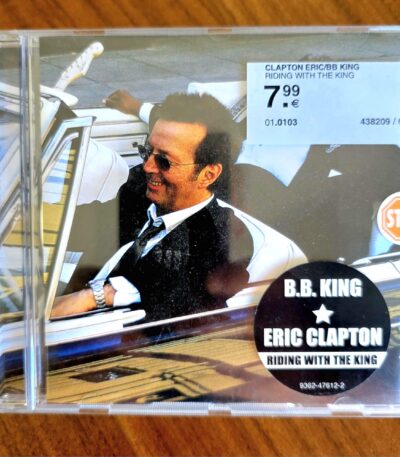 CLAPTON ERIC/BB KING
RIDING WITH THE KING
7.99
€
01.0103 438209 /
ST
B.B. KING
★
ERIC CLAPTON
RIDING WITH THE KING
9362-47612-2